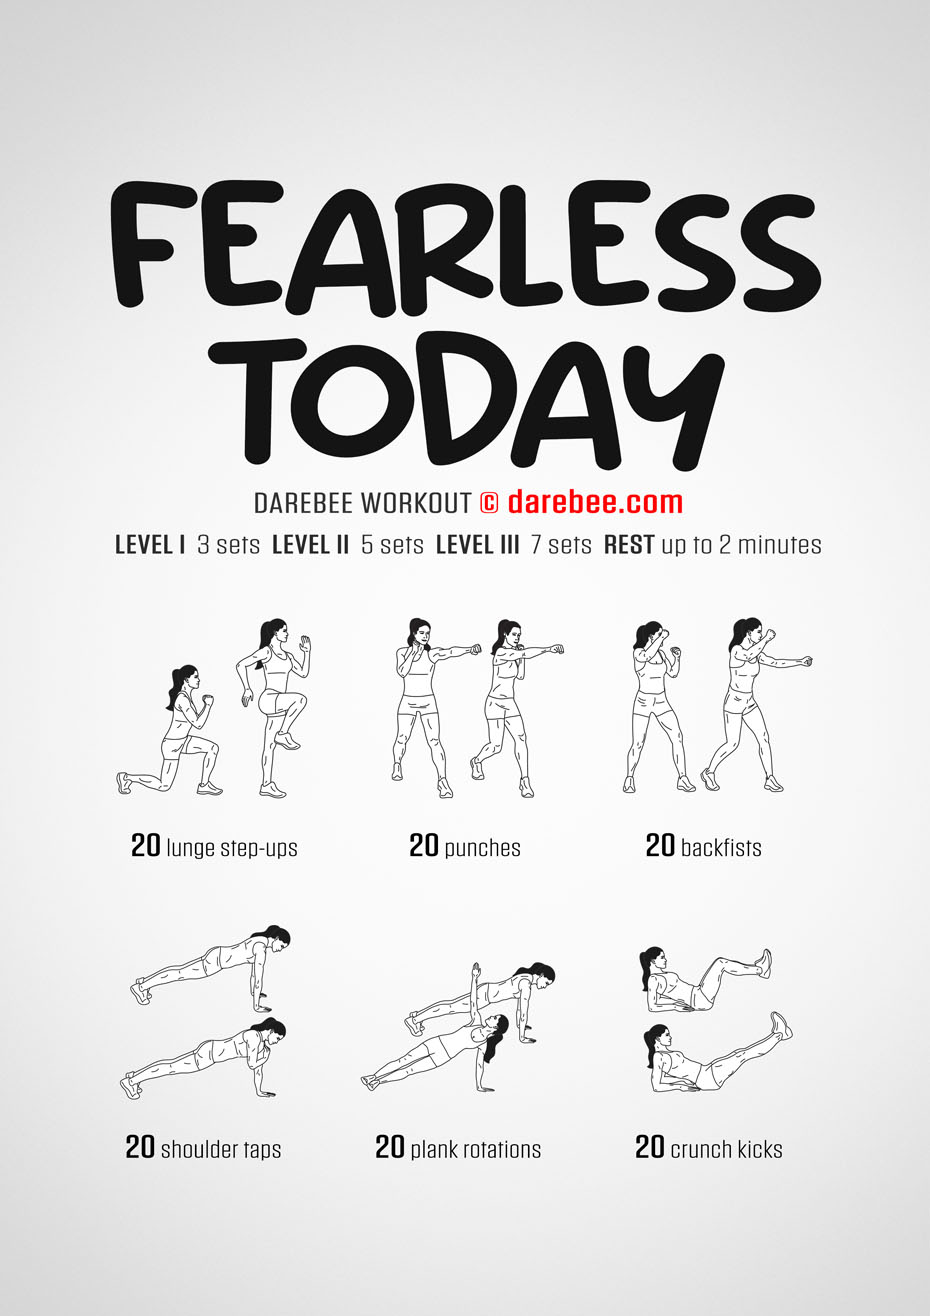 FEARLESS
TODAY
DAREBEE WORKOUT © darebee.com
LEVEL I 3 sets LEVEL II 5 sets LEVEL III 7 sets REST up to 2 minutes
20 lunge step-ups
20 punches
20 backfists
20 shoulder taps
20 plank rotations
20 crunch kicks